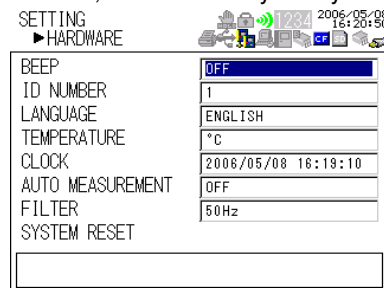 SETTING
▶HARDWARE
1234 2006/05/08
16:20:50
CF SD
BEEP OFF
ID NUMBER 1
LANGUAGE ENGLISH
TEMPERATURE °C
CLOCK 2006/05/08 16:19:10
AUTO MEASUREMENT OFF
FILTER 50Hz
SYSTEM RESET